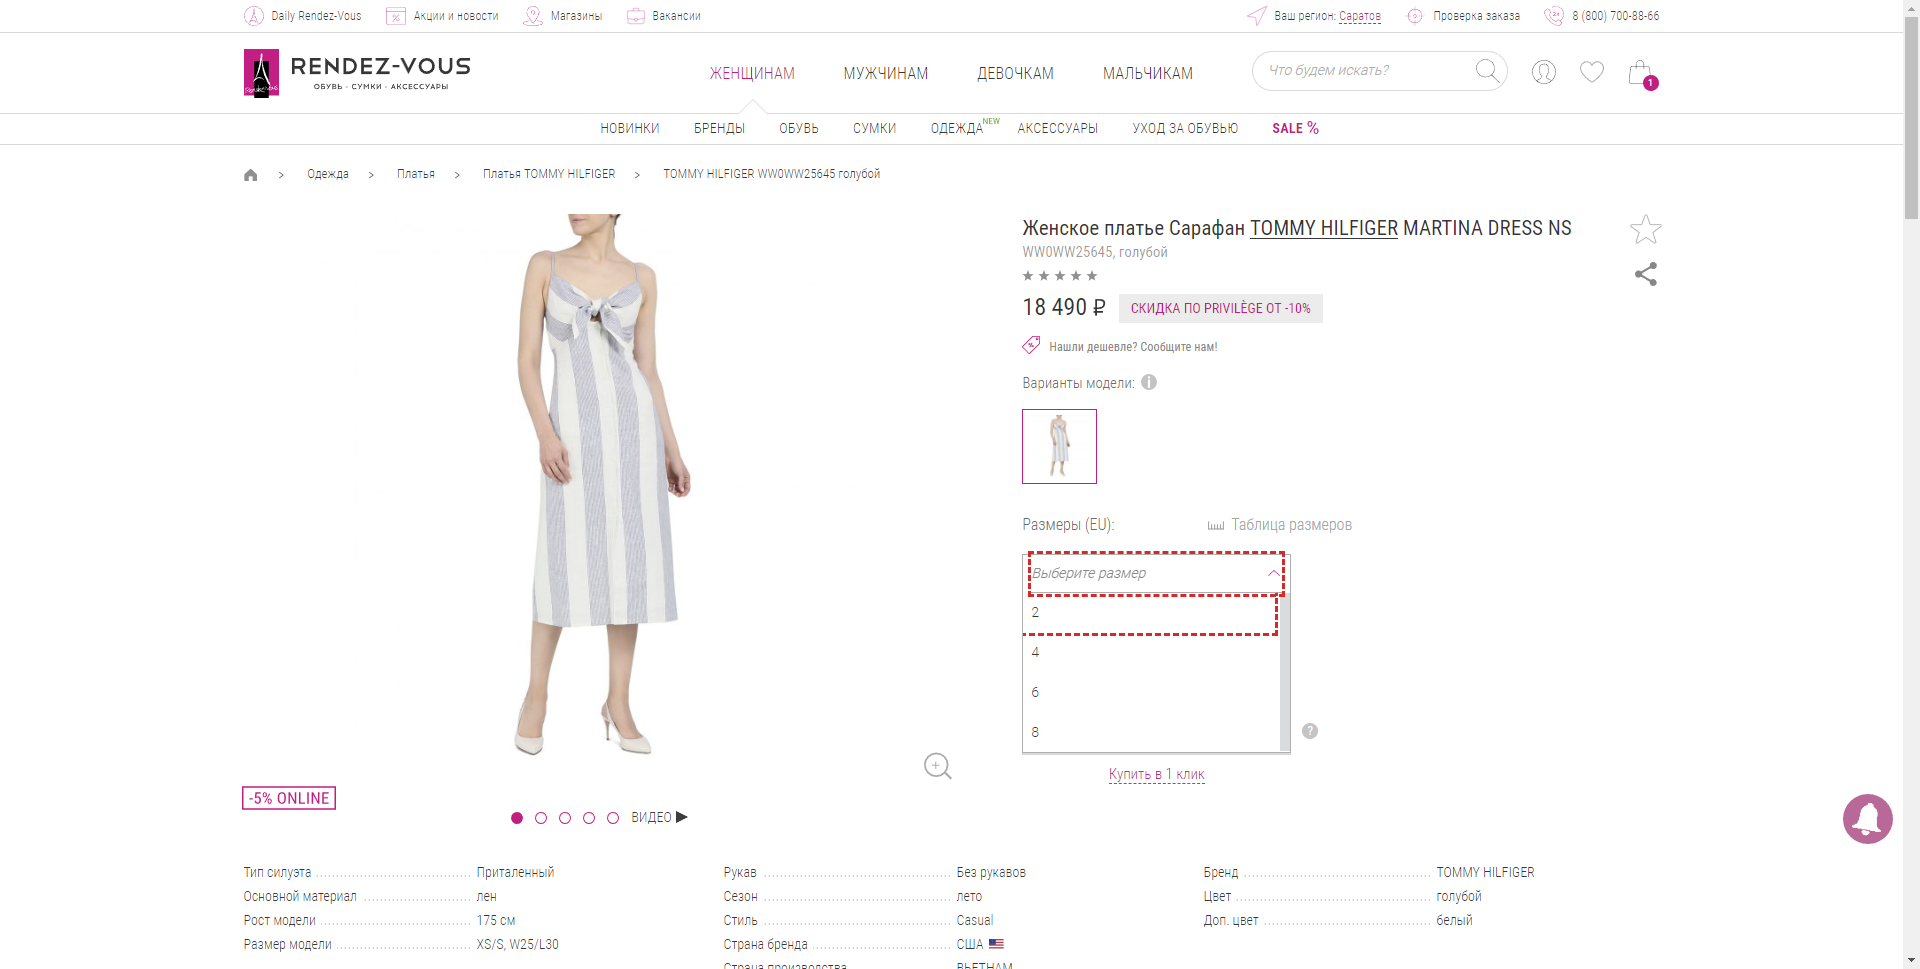 Daily Rendez-Vous
Акции и новости
Магазины
Вакансии
Ваш регион: Саратов
Проверка заказа
8 (800) 700-88-66
RENDEZ-VOUS
ОБУВЬ · СУМКИ · АКСЕССУАРЫ
ЖЕНЩИНАМ
МУЖЧИНАМ
ДЕВОЧКАМ
МАЛЬЧИКАМ
Что будем искать?
1
НОВИНКИ
БРЕНДЫ
ОБУВЬ
СУМКИ
ОДЕЖДА NEW
АКСЕССУАРЫ
УХОД ЗА ОБУВЬЮ
SALE %
> Одежда > Платья > Платья TOMMY HILFIGER > TOMMY HILFIGER WW0WW25645 голубой
Женское платье Сарафан TOMMY HILFIGER MARTINA DRESS NS
WW0WW25645, голубой
18 490 ₽
СКИДКА ПО PRIVILÈGE ОТ -10%
Нашли дешевле? Сообщите нам!
Варианты модели:
Размеры (EU):
Таблица размеров
Выберите размер
2
4
6
8
?
Купить в 1 клик
-5% ONLINE
ВИДЕО
Тип силуэта Приталенный
Основной материал лен
Рост модели 175 см
Размер модели XS/S, W25/L30
Рукав Без рукавов
Сезон лето
Стиль Casual
Страна бренда США
Страна производства ВЬЕТНАМ
Бренд TOMMY HILFIGER
Цвет голубой
Доп. цвет белый